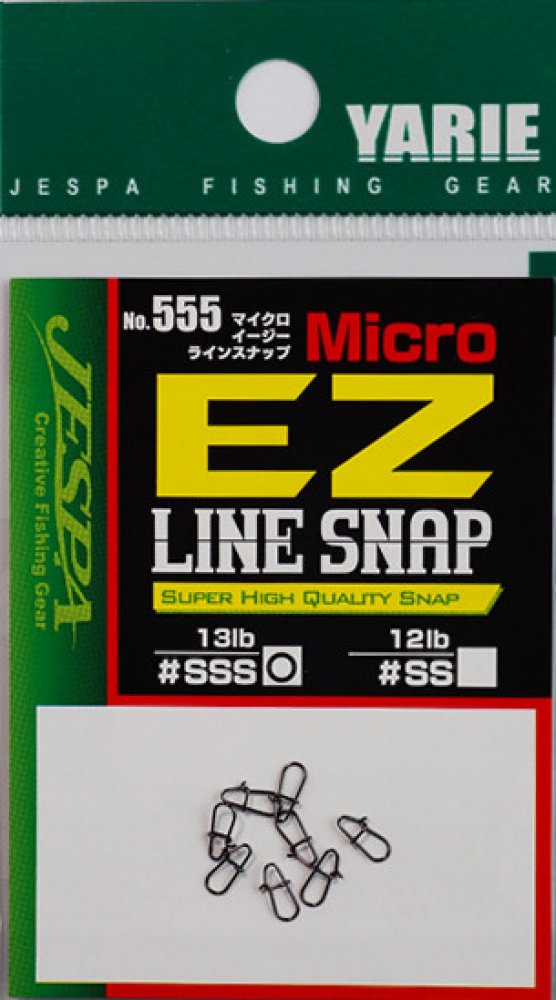 YARIE
JESPA FISHING GEAR
No.555 マイクロ
イージー
ラインスナップ
Micro
EZ
LINE SNAP
SUPER HIGH QUALITY SNAP
13lb
#SSS
12lb
#SS
JESPA
Creative Fishing Gear